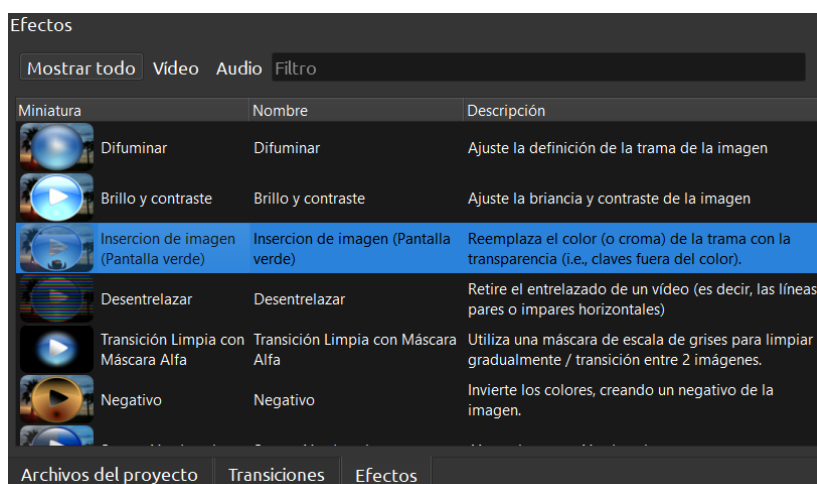 Efectos
Mostrar todo Vídeo Audio Filtro
Miniatura Nombre Descripción
Difuminar Difuminar Ajuste la definición de la trama de la imagen
Brillo y contraste Brillo y contraste Ajuste la briancia y contraste de la imagen
Insercion de imagen Insercion de imagen (Pantalla Reemplaza el color (o croma) de la trama con la
(Pantalla verde) verde) transparencia (i.e., claves fuera del color).
Desentrelazar Desentrelazar Retire el entrelazado de un vídeo (es decir, las líneas
pares o impares horizontales)
Transición Limpia con Transición Limpia con Máscara Utiliza una máscara de escala de grises para limpiar
Máscara Alfa Alfa gradualmente / transición entre 2 imágenes.
Negativo Negativo Invierte los colores, creando un negativo de la
imagen.
Archivos del proyecto Transiciones Efectos